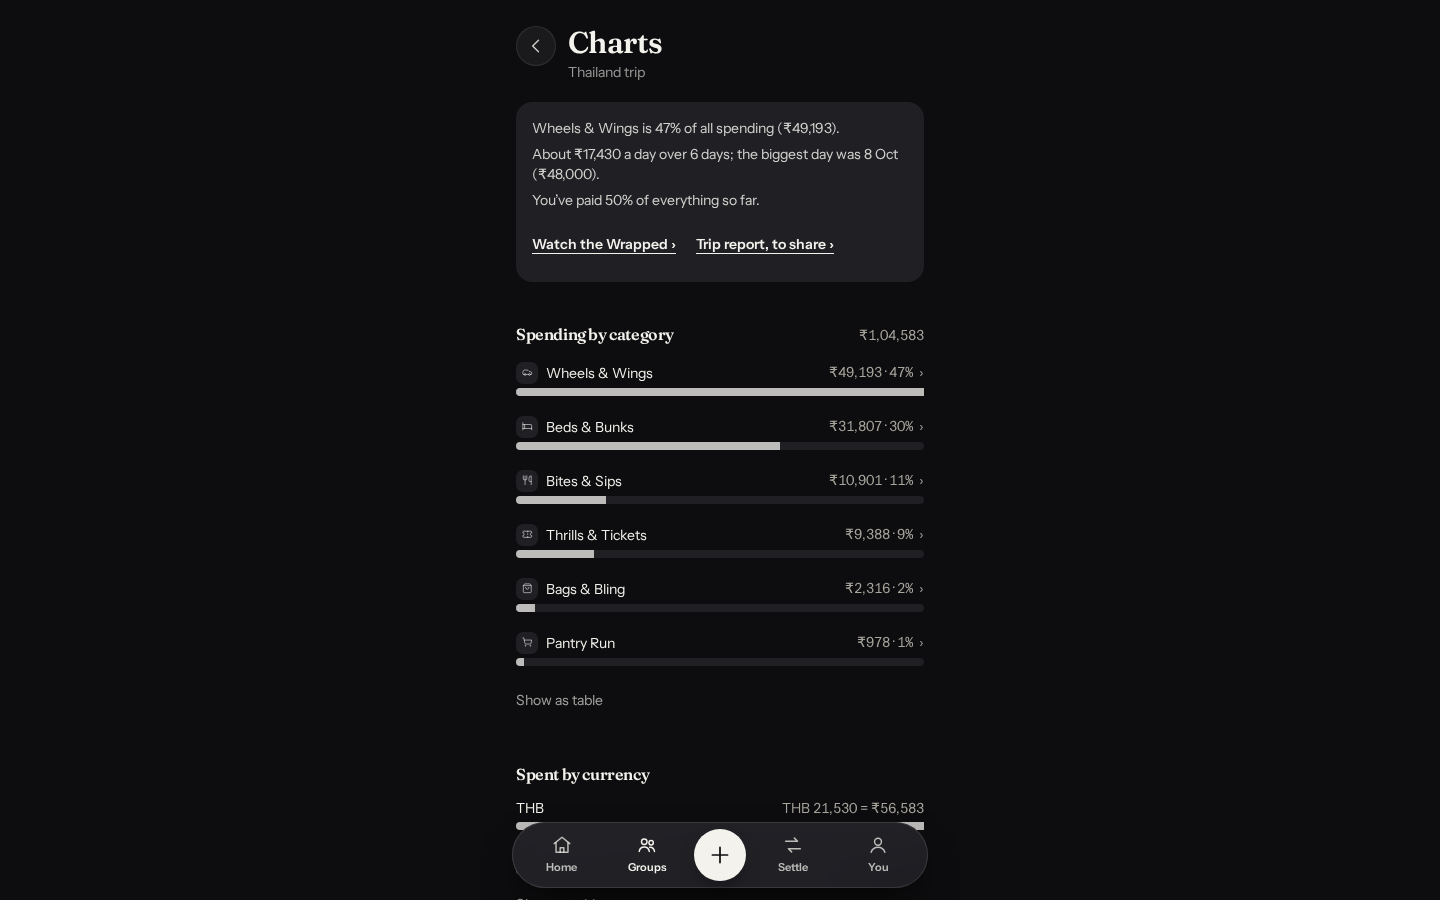 Charts
Thailand trip
Wheels & Wings is 47% of all spending (₹49,193).
About ₹17,430 a day over 6 days; the biggest day was 8 Oct
(₹48,000).
You've paid 50% of everything so far.
Watch the Wrapped › Trip report, to share ›
Spending by category ₹1,04,583
Wheels & Wings ₹49,193 · 47% ›
Beds & Bunks ₹31,807 · 30% ›
Bites & Sips ₹10,901 · 11% ›
Thrills & Tickets ₹9,388 · 9% ›
Bags & Bling ₹2,316 · 2% ›
Pantry Run ₹978 · 1% ›
Show as table
Spent by currency
THB THB 21,530 = ₹56,583
Home Groups Settle You